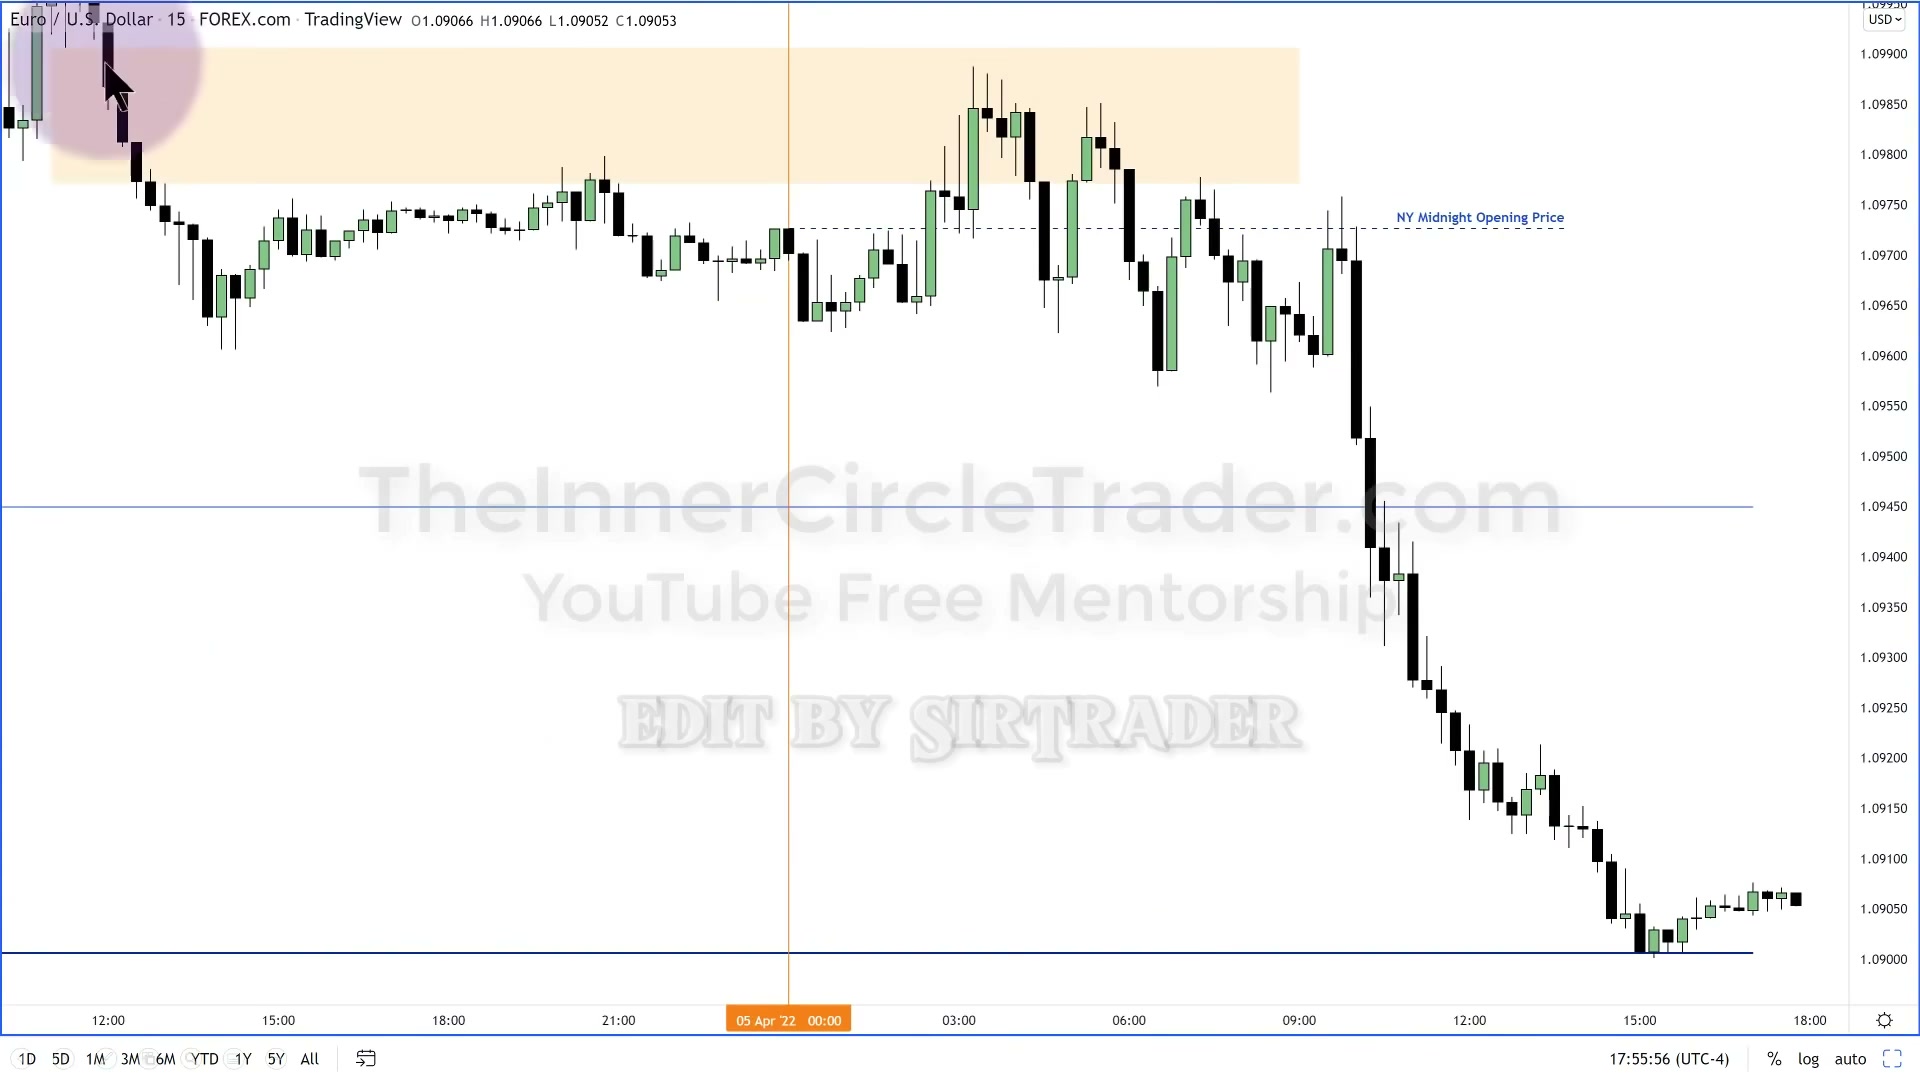 Euro / U.S. Dollar · 15 · FOREX.com · TradingView O1.09066 H1.09066 L1.09052 C1.09053
1.09950
USD
1.09900
1.09850
1.09800
1.09750
NY Midnight Opening Price
1.09700
1.09650
1.09600
1.09550
1.09500
TheInnerCircleTrader.com
1.09450
1.09400
YouTube Free Mentorship
1.09350
1.09300
1.09250
EDIT BY SIRTRADER
1.09200
1.09150
1.09100
1.09050
1.09000
12:00 15:00 18:00 21:00 05 Apr '22 00:00 03:00 06:00 09:00 12:00 15:00 18:00
1D 5D 1M 3M 6M YTD 1Y 5Y All 17:55:56 (UTC-4) % log auto